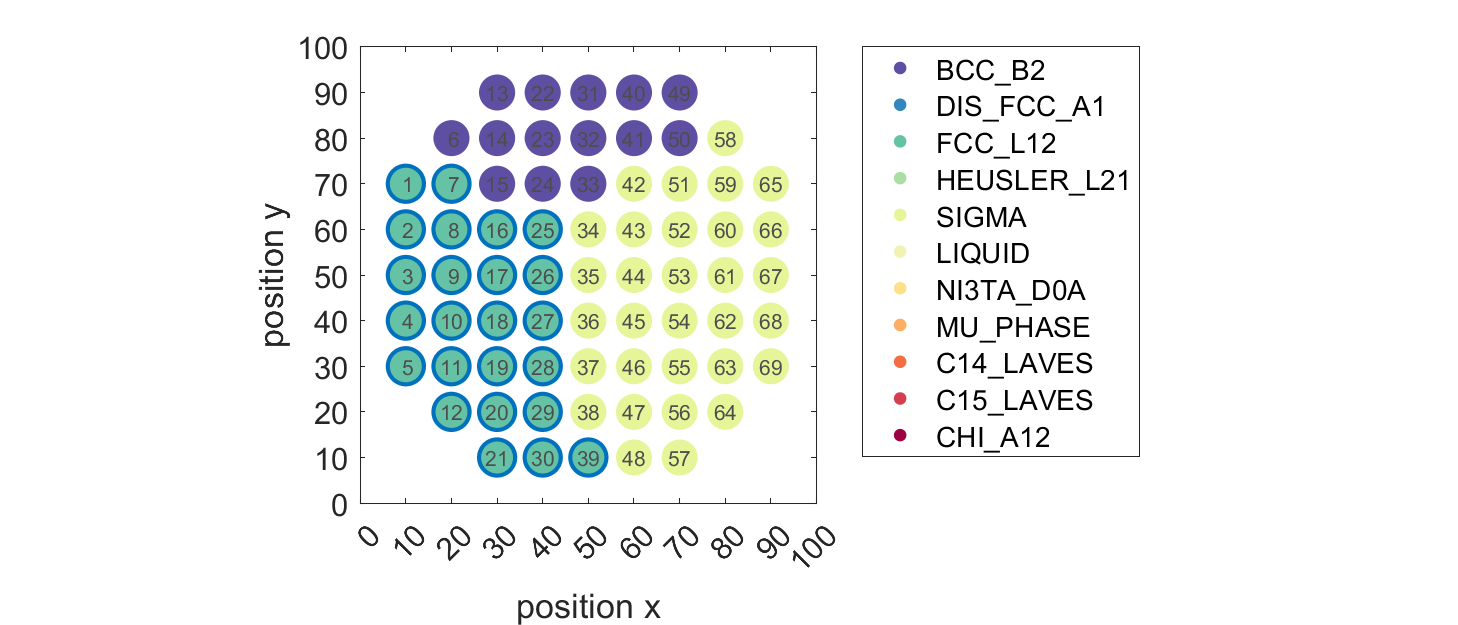 100
90
80
70
60
50
40
30
20
10
0
position y
13 22 31 40 49
6 14 23 32 41 50 58
1 7 15 24 33 42 51 59 65
2 8 16 25 34 43 52 60 66
3 9 17 26 35 44 53 61 67
4 10 18 27 36 45 54 62 68
5 11 19 28 37 46 55 63 69
12 20 29 38 47 56 64
21 30 39 48 57
0 10 20 30 40 50 60 70 80 90 100
position x
BCC_B2
DIS_FCC_A1
FCC_L12
HEUSLER_L21
SIGMA
LIQUID
NI3TA_D0A
MU_PHASE
C14_LAVES
C15_LAVES
CHI_A12